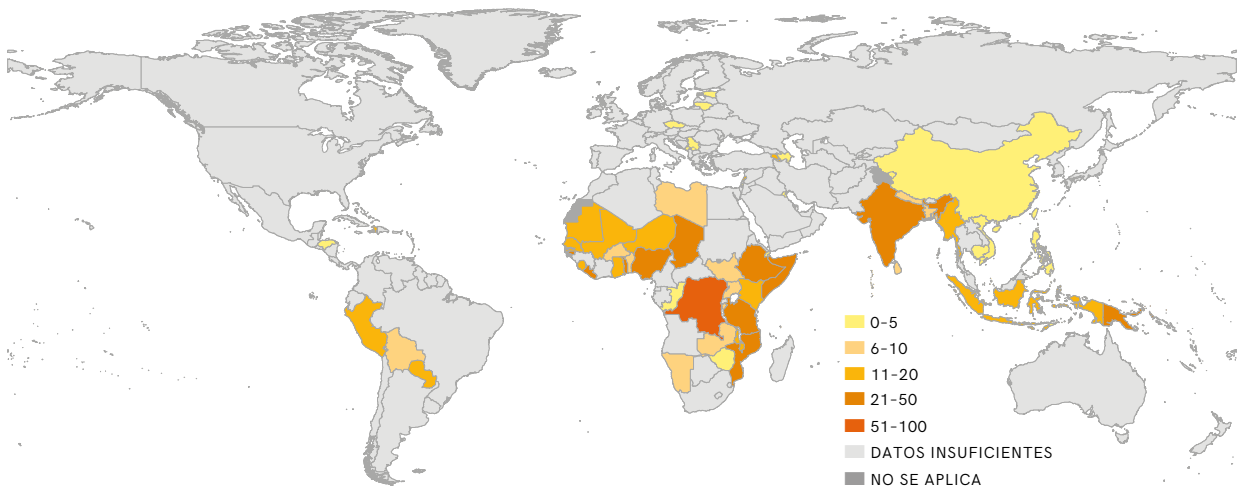 0-5
6-10
11-20
21-50
51-100
DATOS INSUFICIENTES
NO SE APLICA